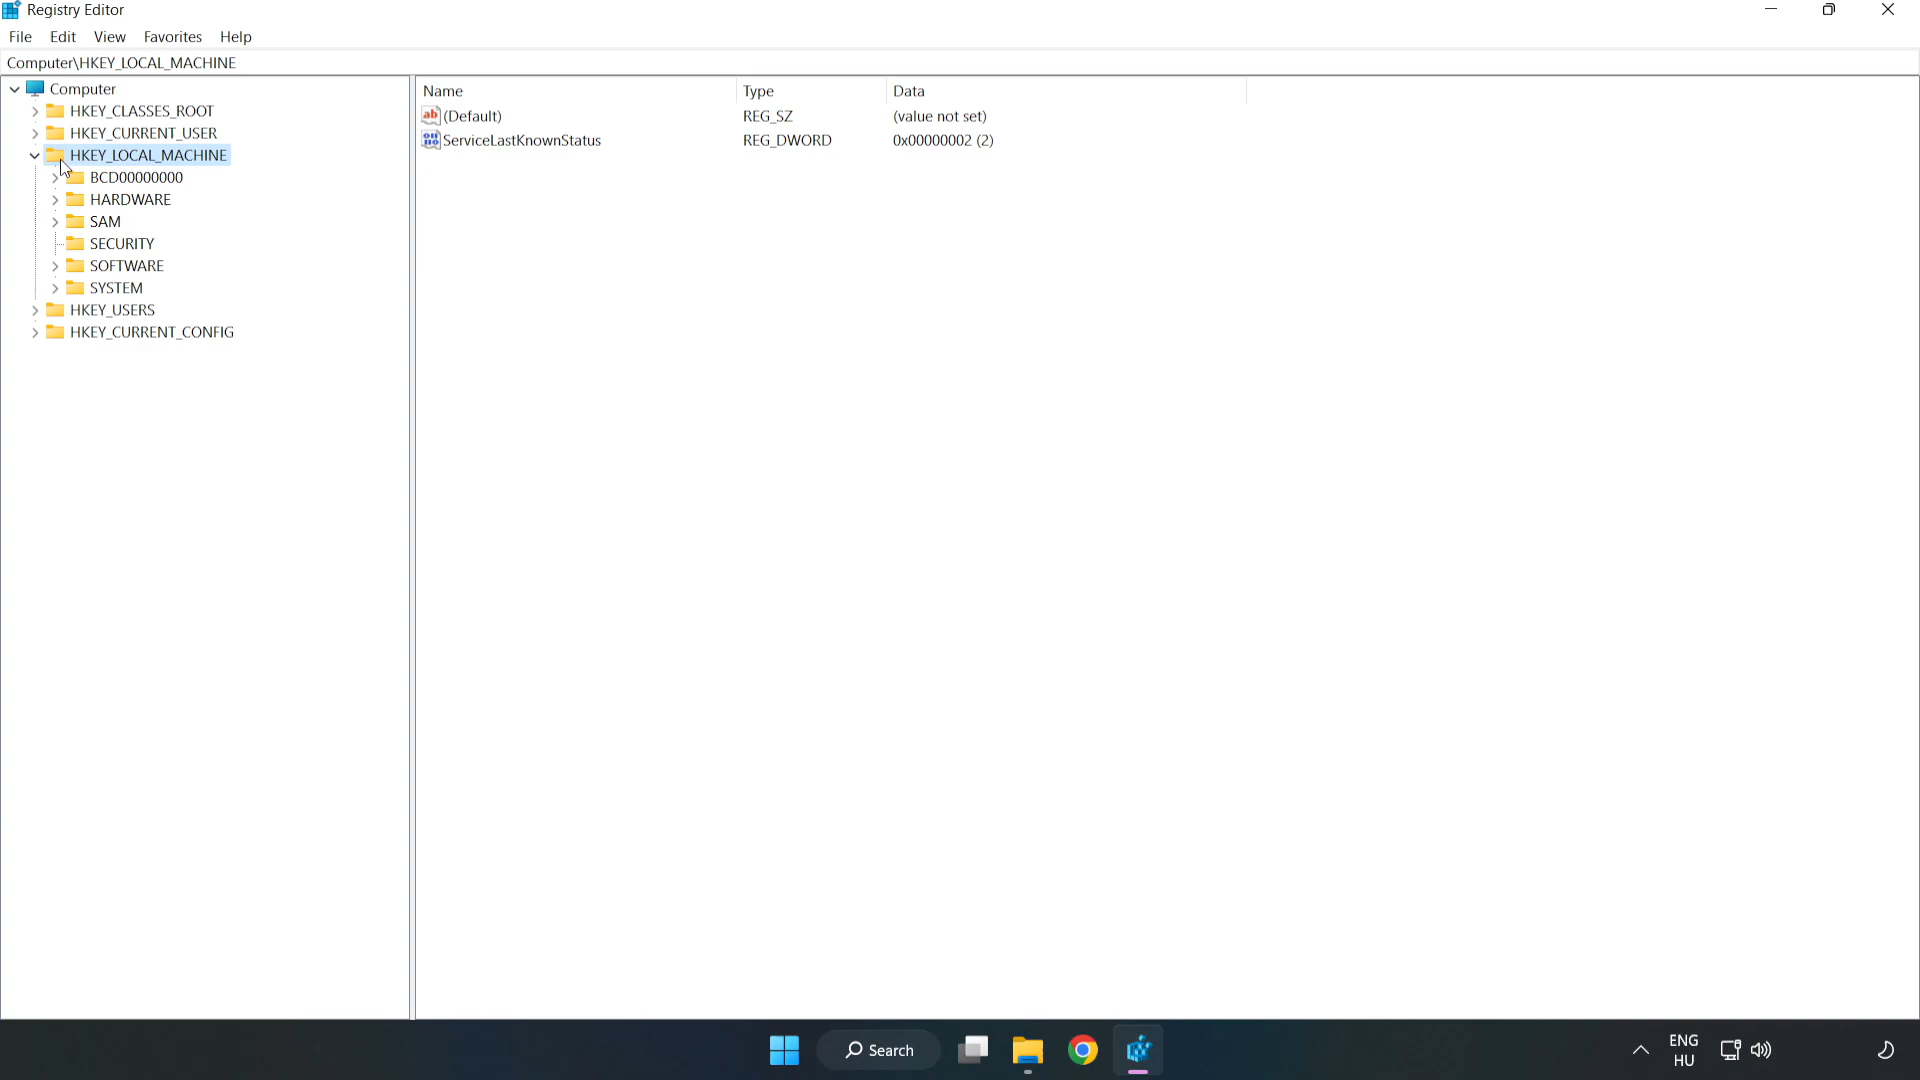 Registry Editor
File Edit View Favorites Help
Computer\HKEY_LOCAL_MACHINE
Computer
HKEY_CLASSES_ROOT
HKEY_CURRENT_USER
HKEY_LOCAL_MACHINE
BCD00000000
HARDWARE
SAM
SECURITY
SOFTWARE
SYSTEM
HKEY_USERS
HKEY_CURRENT_CONFIG
Name Type Data
(Default) REG_SZ (value not set)
ServiceLastKnownStatus REG_DWORD 0x00000002 (2)
Search
ENG
HU